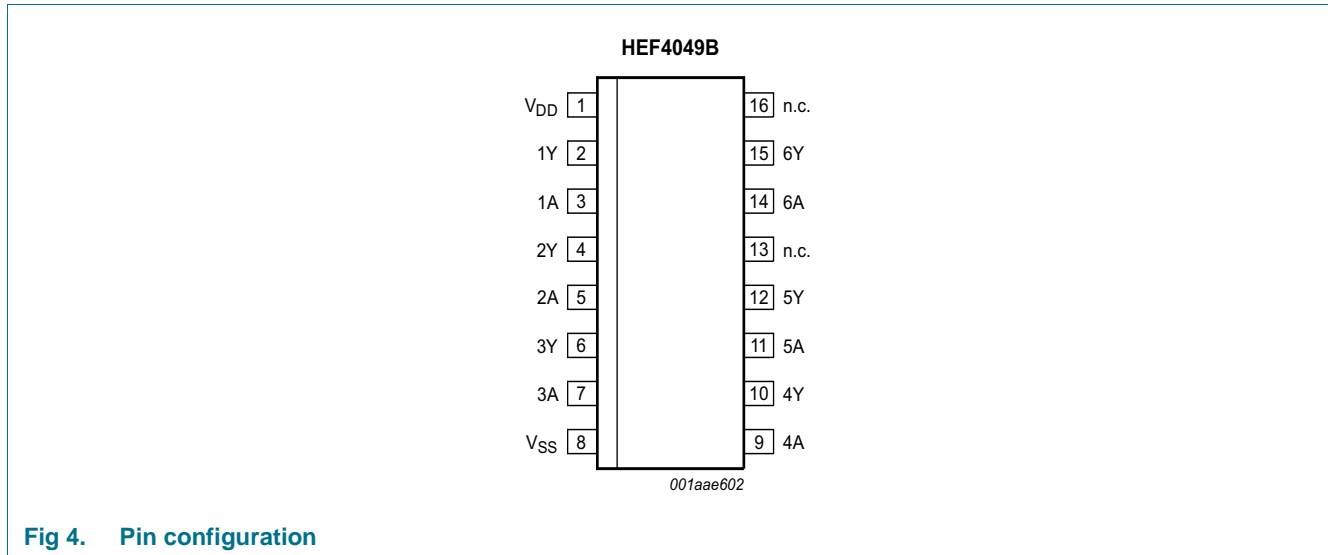 HEF4049B
VDD 1 16 n.c.
1Y 2 15 6Y
1A 3 14 6A
2Y 4 13 n.c.
2A 5 12 5Y
3Y 6 11 5A
3A 7 10 4Y
VSS 8 9 4A
001aae602
Fig 4. Pin configuration